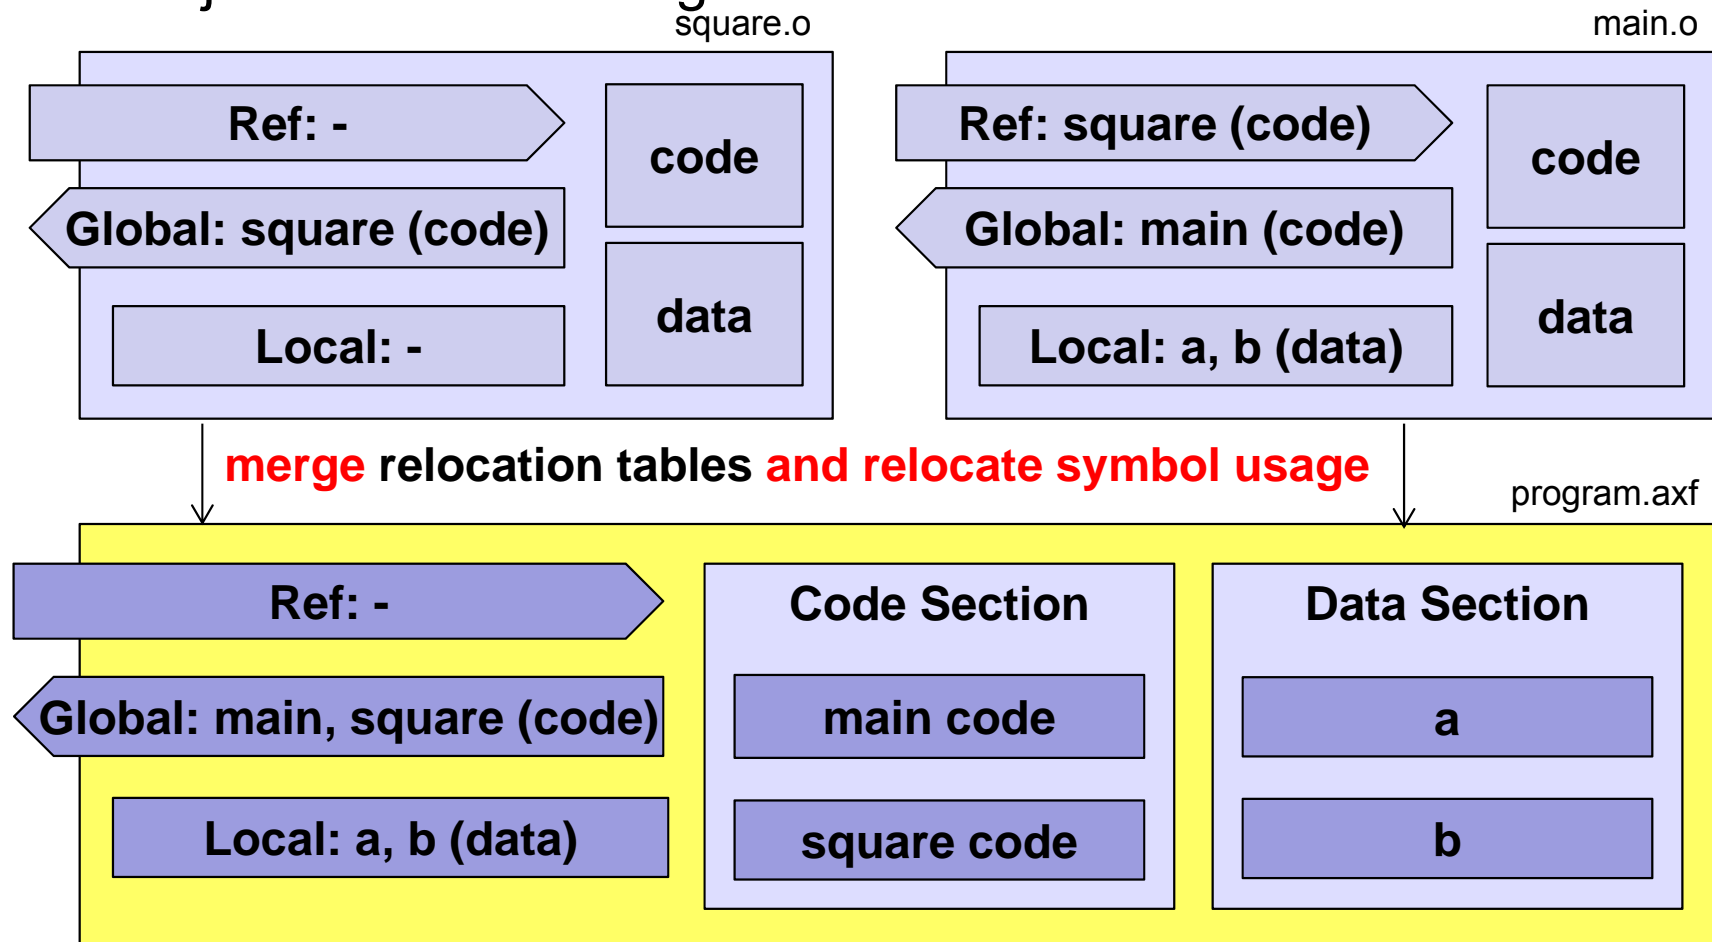 square.o
main.o
Ref: -
code
Global: square (code)
data
Local: -
Ref: square (code)
code
Global: main (code)
data
Local: a, b (data)
merge relocation tables and relocate symbol usage
program.axf
Ref: -
Global: main, square (code)
Local: a, b (data)
Code Section
main code
square code
Data Section
a
b